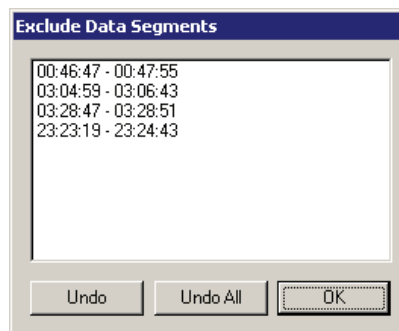 Exclude Data Segments
00:46:47 - 00:47:55
03:04:59 - 03:06:43
03:28:47 - 03:28:51
23:23:19 - 23:24:43
Undo Undo All OK